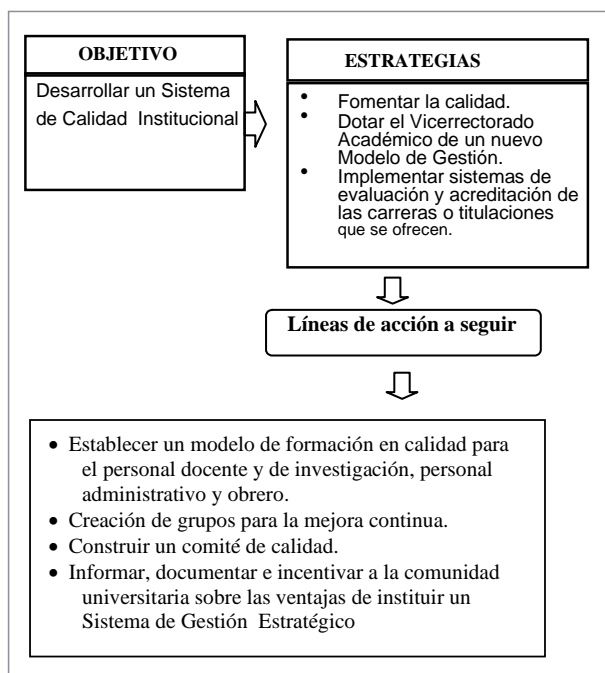 OBJETIVO
Desarrollar un Sistema
de Calidad Institucional
ESTRATEGIAS
• Fomentar la calidad.
• Dotar el Vicerrectorado
Académico de un nuevo
Modelo de Gestión.
• Implementar sistemas de
evaluación y acreditación de
las carreras o titulaciones
que se ofrecen.
Líneas de acción a seguir
• Establecer un modelo de formación en calidad para
el personal docente y de investigación, personal
administrativo y obrero.
• Creación de grupos para la mejora continua.
• Construir un comité de calidad.
• Informar, documentar e incentivar a la comunidad
universitaria sobre las ventajas de instituir un
Sistema de Gestión Estratégico